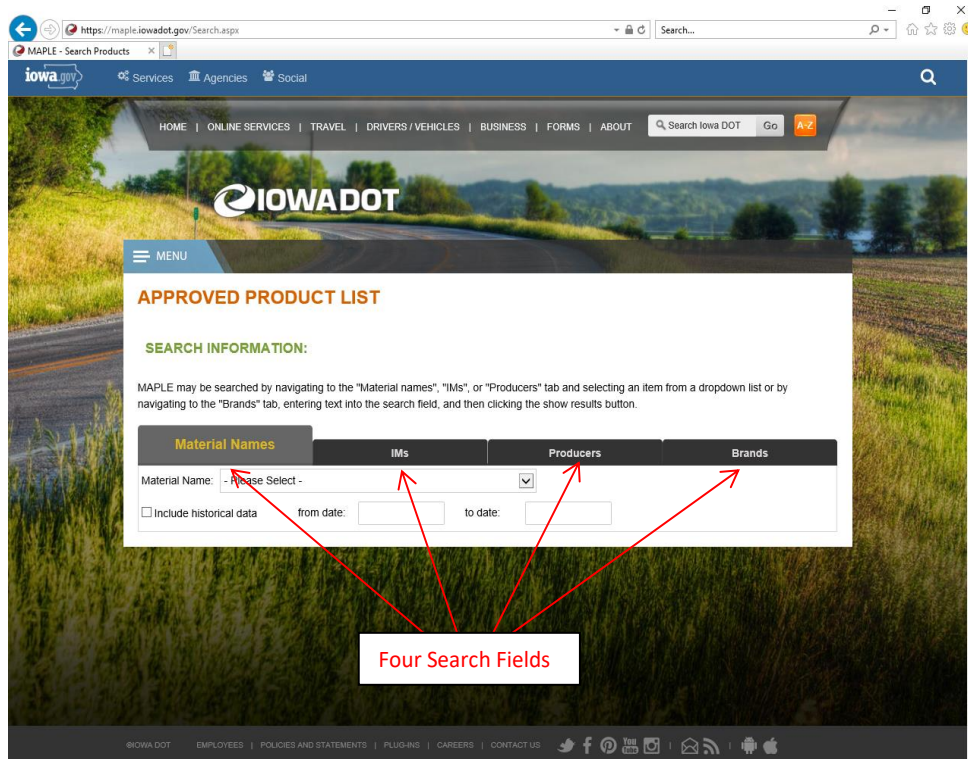 https://maple.iowadot.gov/Search.aspx
Search...
MAPLE - Search Products
iowa.gov
Services
Agencies
Social
HOME | ONLINE SERVICES | TRAVEL | DRIVERS / VEHICLES | BUSINESS | FORMS | ABOUT
Search Iowa DOT
Go
A-Z
IOWADOT
MENU
APPROVED PRODUCT LIST
SEARCH INFORMATION:
MAPLE may be searched by navigating to the "Material names", "IMs", or "Producers" tab and selecting an item from a dropdown list or by
navigating to the "Brands" tab, entering text into the search field, and then clicking the show results button.
Material Names
IMs
Producers
Brands
Material Name: - Please Select -
Include historical data from date: to date:
Four Search Fields
©IOWA DOT EMPLOYEES | POLICIES AND STATEMENTS | PLUG-INS | CAREERS | CONTACT US
You
Tube